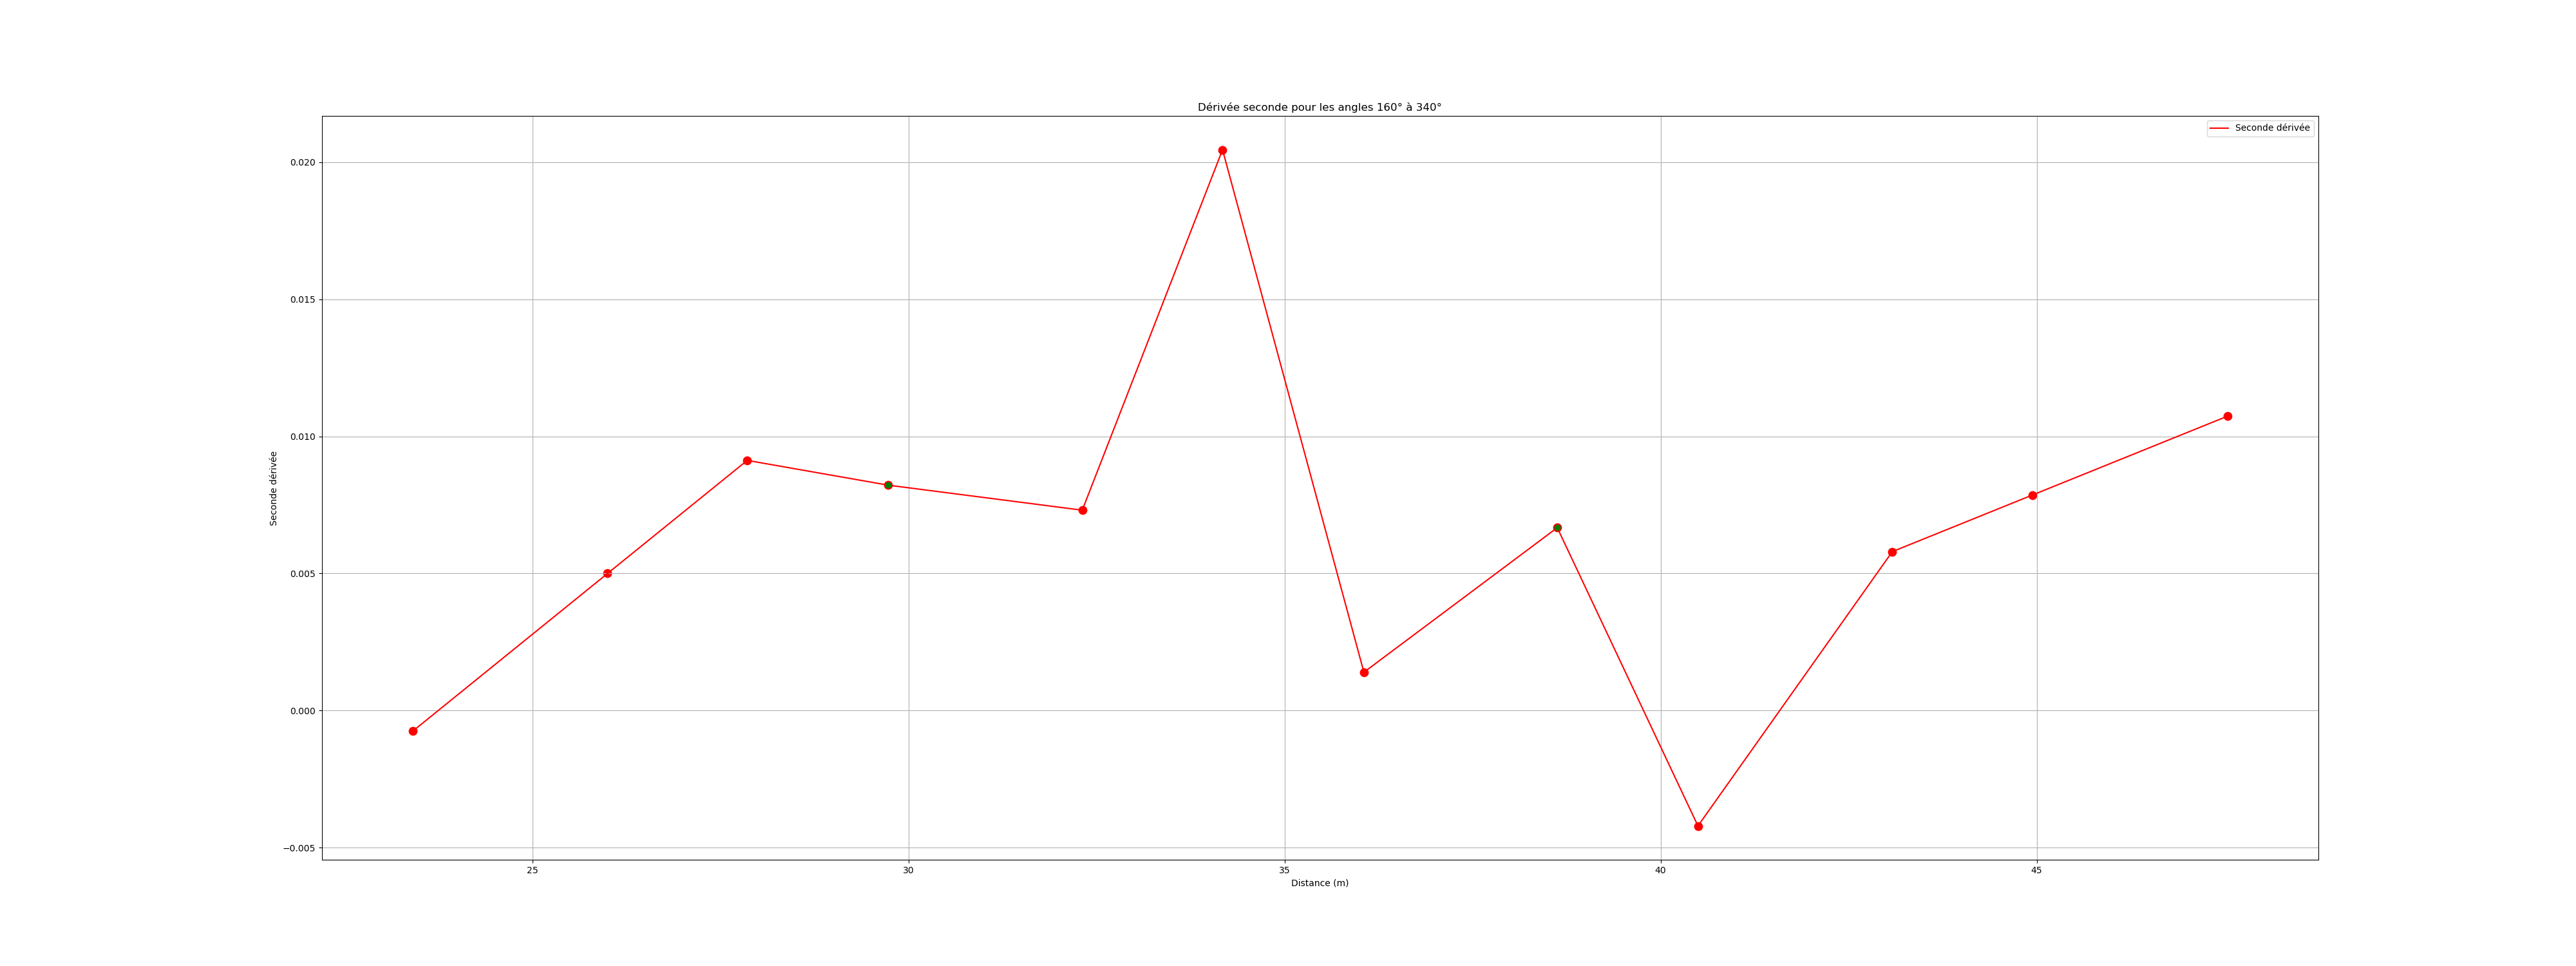 Dérivée seconde pour les angles 160° à 340°
Seconde dérivée
0.020
0.015
0.010
0.005
0.000
−0.005
Seconde dérivée
25
30
35
40
45
Distance (m)